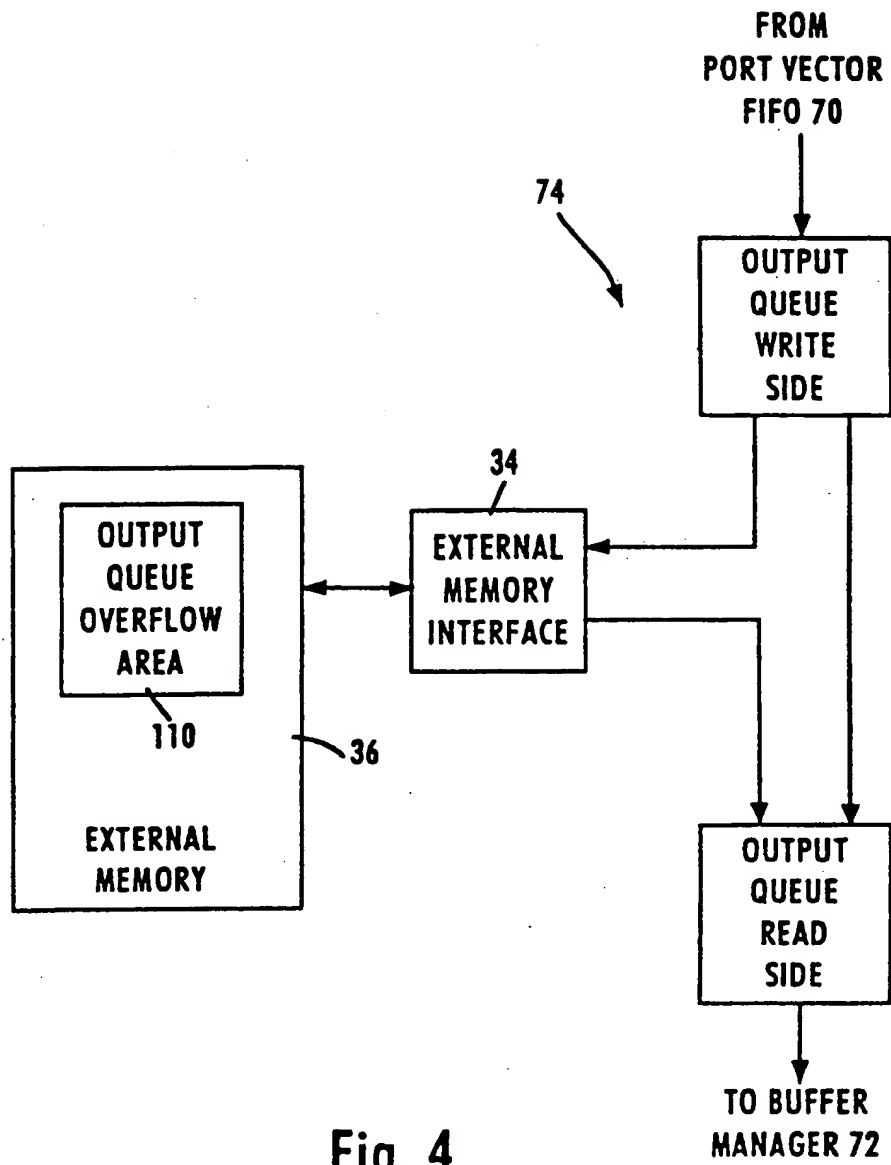 FROM
PORT VECTOR
FIFO 70
74
OUTPUT
QUEUE
WRITE
SIDE
34
EXTERNAL
MEMORY
INTERFACE
OUTPUT
QUEUE
OVERFLOW
AREA
110
36
EXTERNAL
MEMORY
OUTPUT
QUEUE
READ
SIDE
TO BUFFER
MANAGER 72
Fig. 4